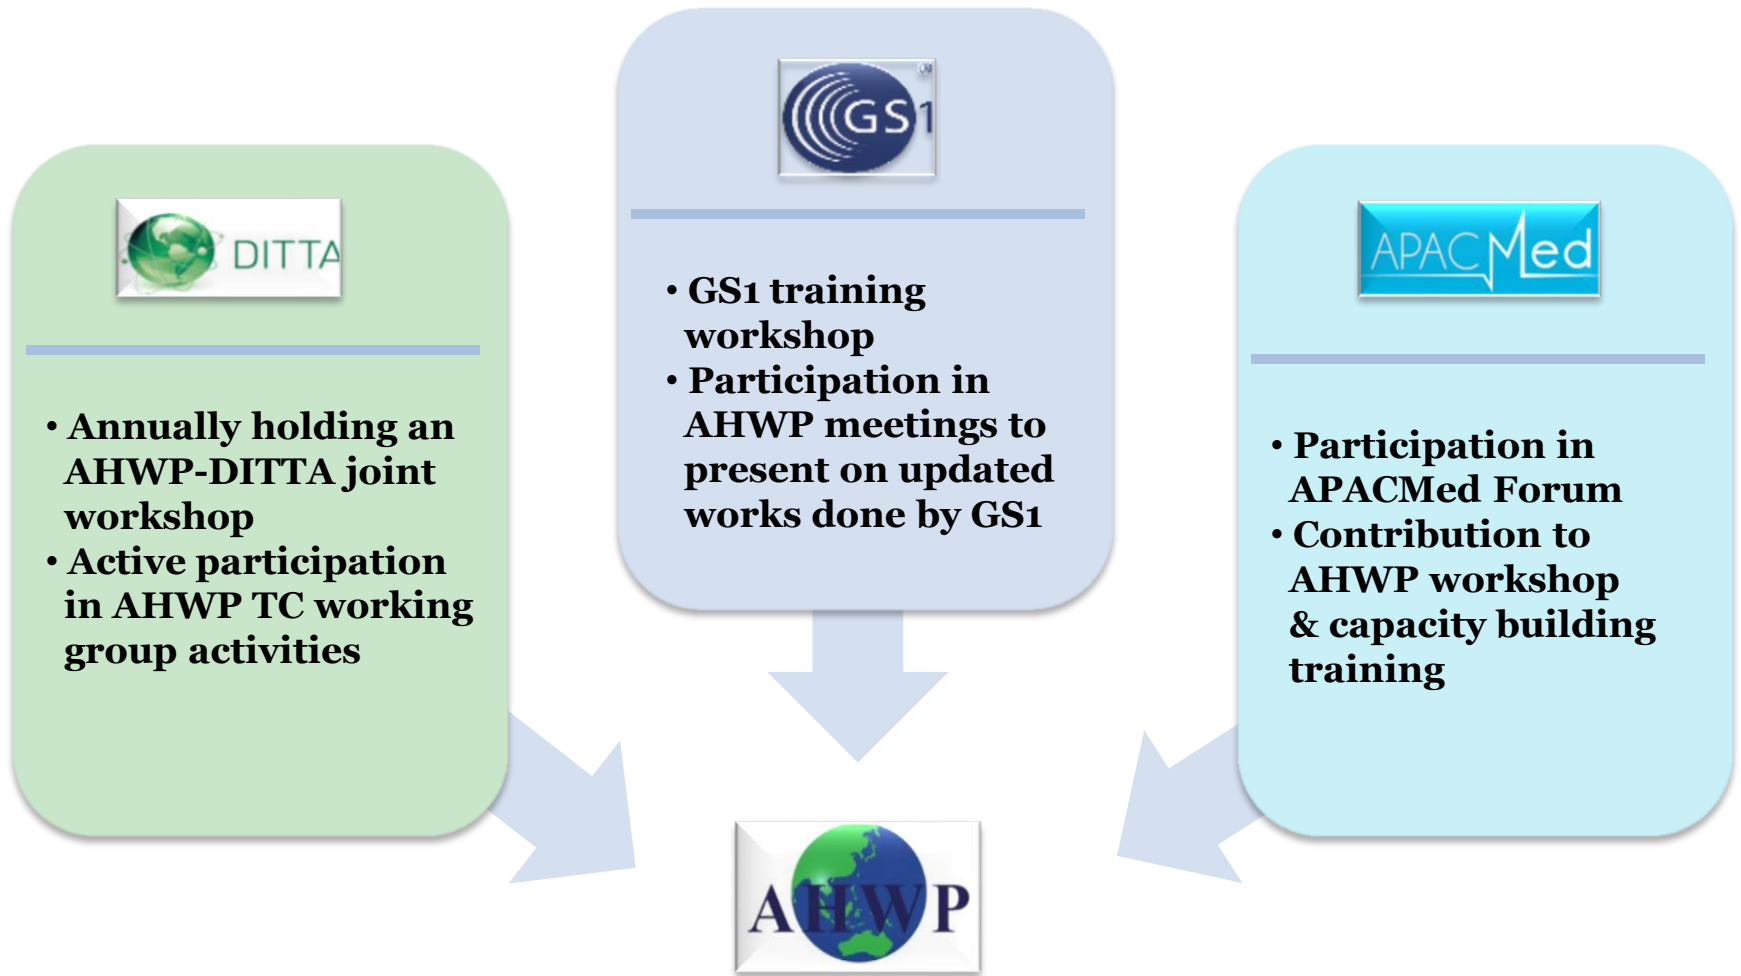 DITTA
• Annually holding an
AHWP-DITTA joint
workshop
• Active participation
in AHWP TC working
group activities
GS1
• GS1 training
workshop
• Participation in
AHWP meetings to
present on updated
works done by GS1
APACMed
• Participation in
APACMed Forum
• Contribution to
AHWP workshop
& capacity building
training
AHWP